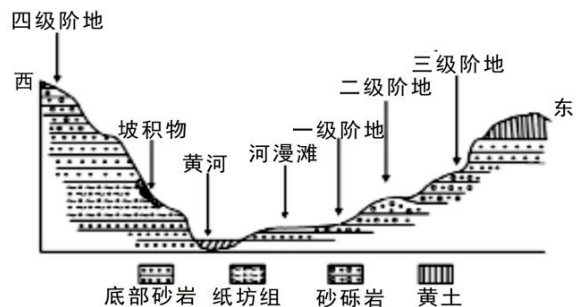 四级阶地
三级阶地
西
二级阶地
东
坡积物
一级阶地
黄河
河漫滩
底部砂岩
纸坊组
砂砾岩
黄土